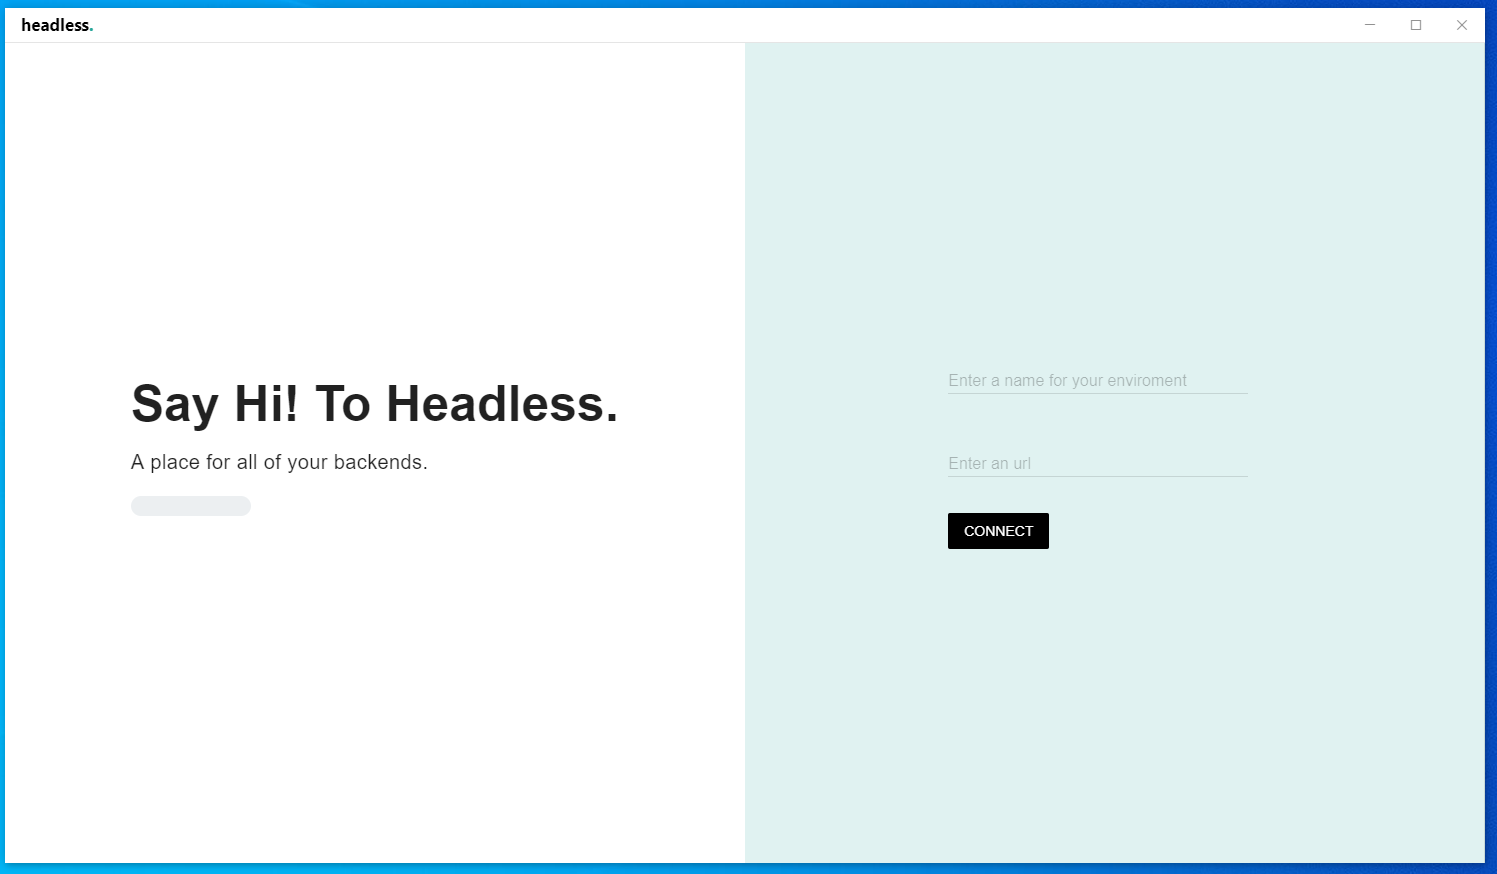 headless.
Say Hi! To Headless.
A place for all of your backends.
Enter a name for your enviroment
Enter an url
CONNECT